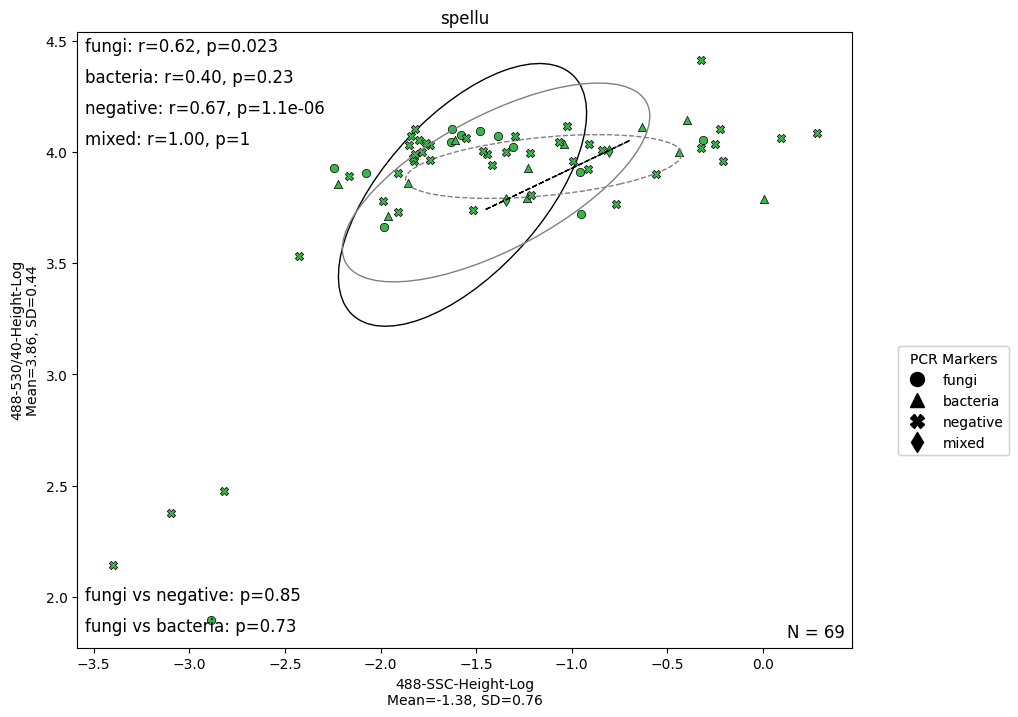 spellu
fungi: r=0.62, p=0.023
bacteria: r=0.40, p=0.23
negative: r=0.67, p=1.1e-06
mixed: r=1.00, p=1
4.5
4.0
3.5
3.0
2.5
2.0
488-530/40-Height-Log
Mean=3.86, SD=0.44
PCR Markers
fungi
bacteria
negative
mixed
fungi vs negative: p=0.85
fungi vs bacteria: p=0.73
N = 69
−3.5 −3.0 −2.5 −2.0 −1.5 −1.0 −0.5 0.0
488-SSC-Height-Log
Mean=-1.38, SD=0.76